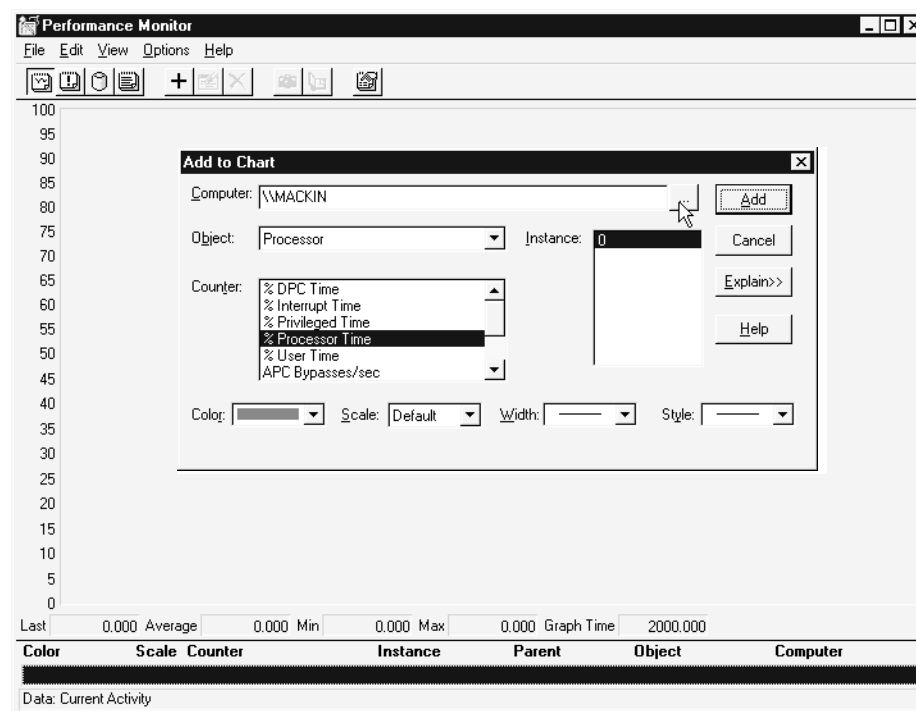 Performance Monitor
File Edit View Options Help
100
95
90
85
80
75
70
65
60
55
50
45
40
35
30
25
20
15
10
5
0
Add to Chart
Computer: \\MACKIN ... Add
Object: Processor Instance: 0 Cancel
Counter: % DPC Time Explain>>
% Interrupt Time
% Privileged Time
% Processor Time Help
% User Time
APC Bypasses/sec
Color: Scale: Default Width: Style:
Last 0.000 Average 0.000 Min 0.000 Max 0.000 Graph Time 2000.000
Color Scale Counter Instance Parent Object Computer
Data: Current Activity